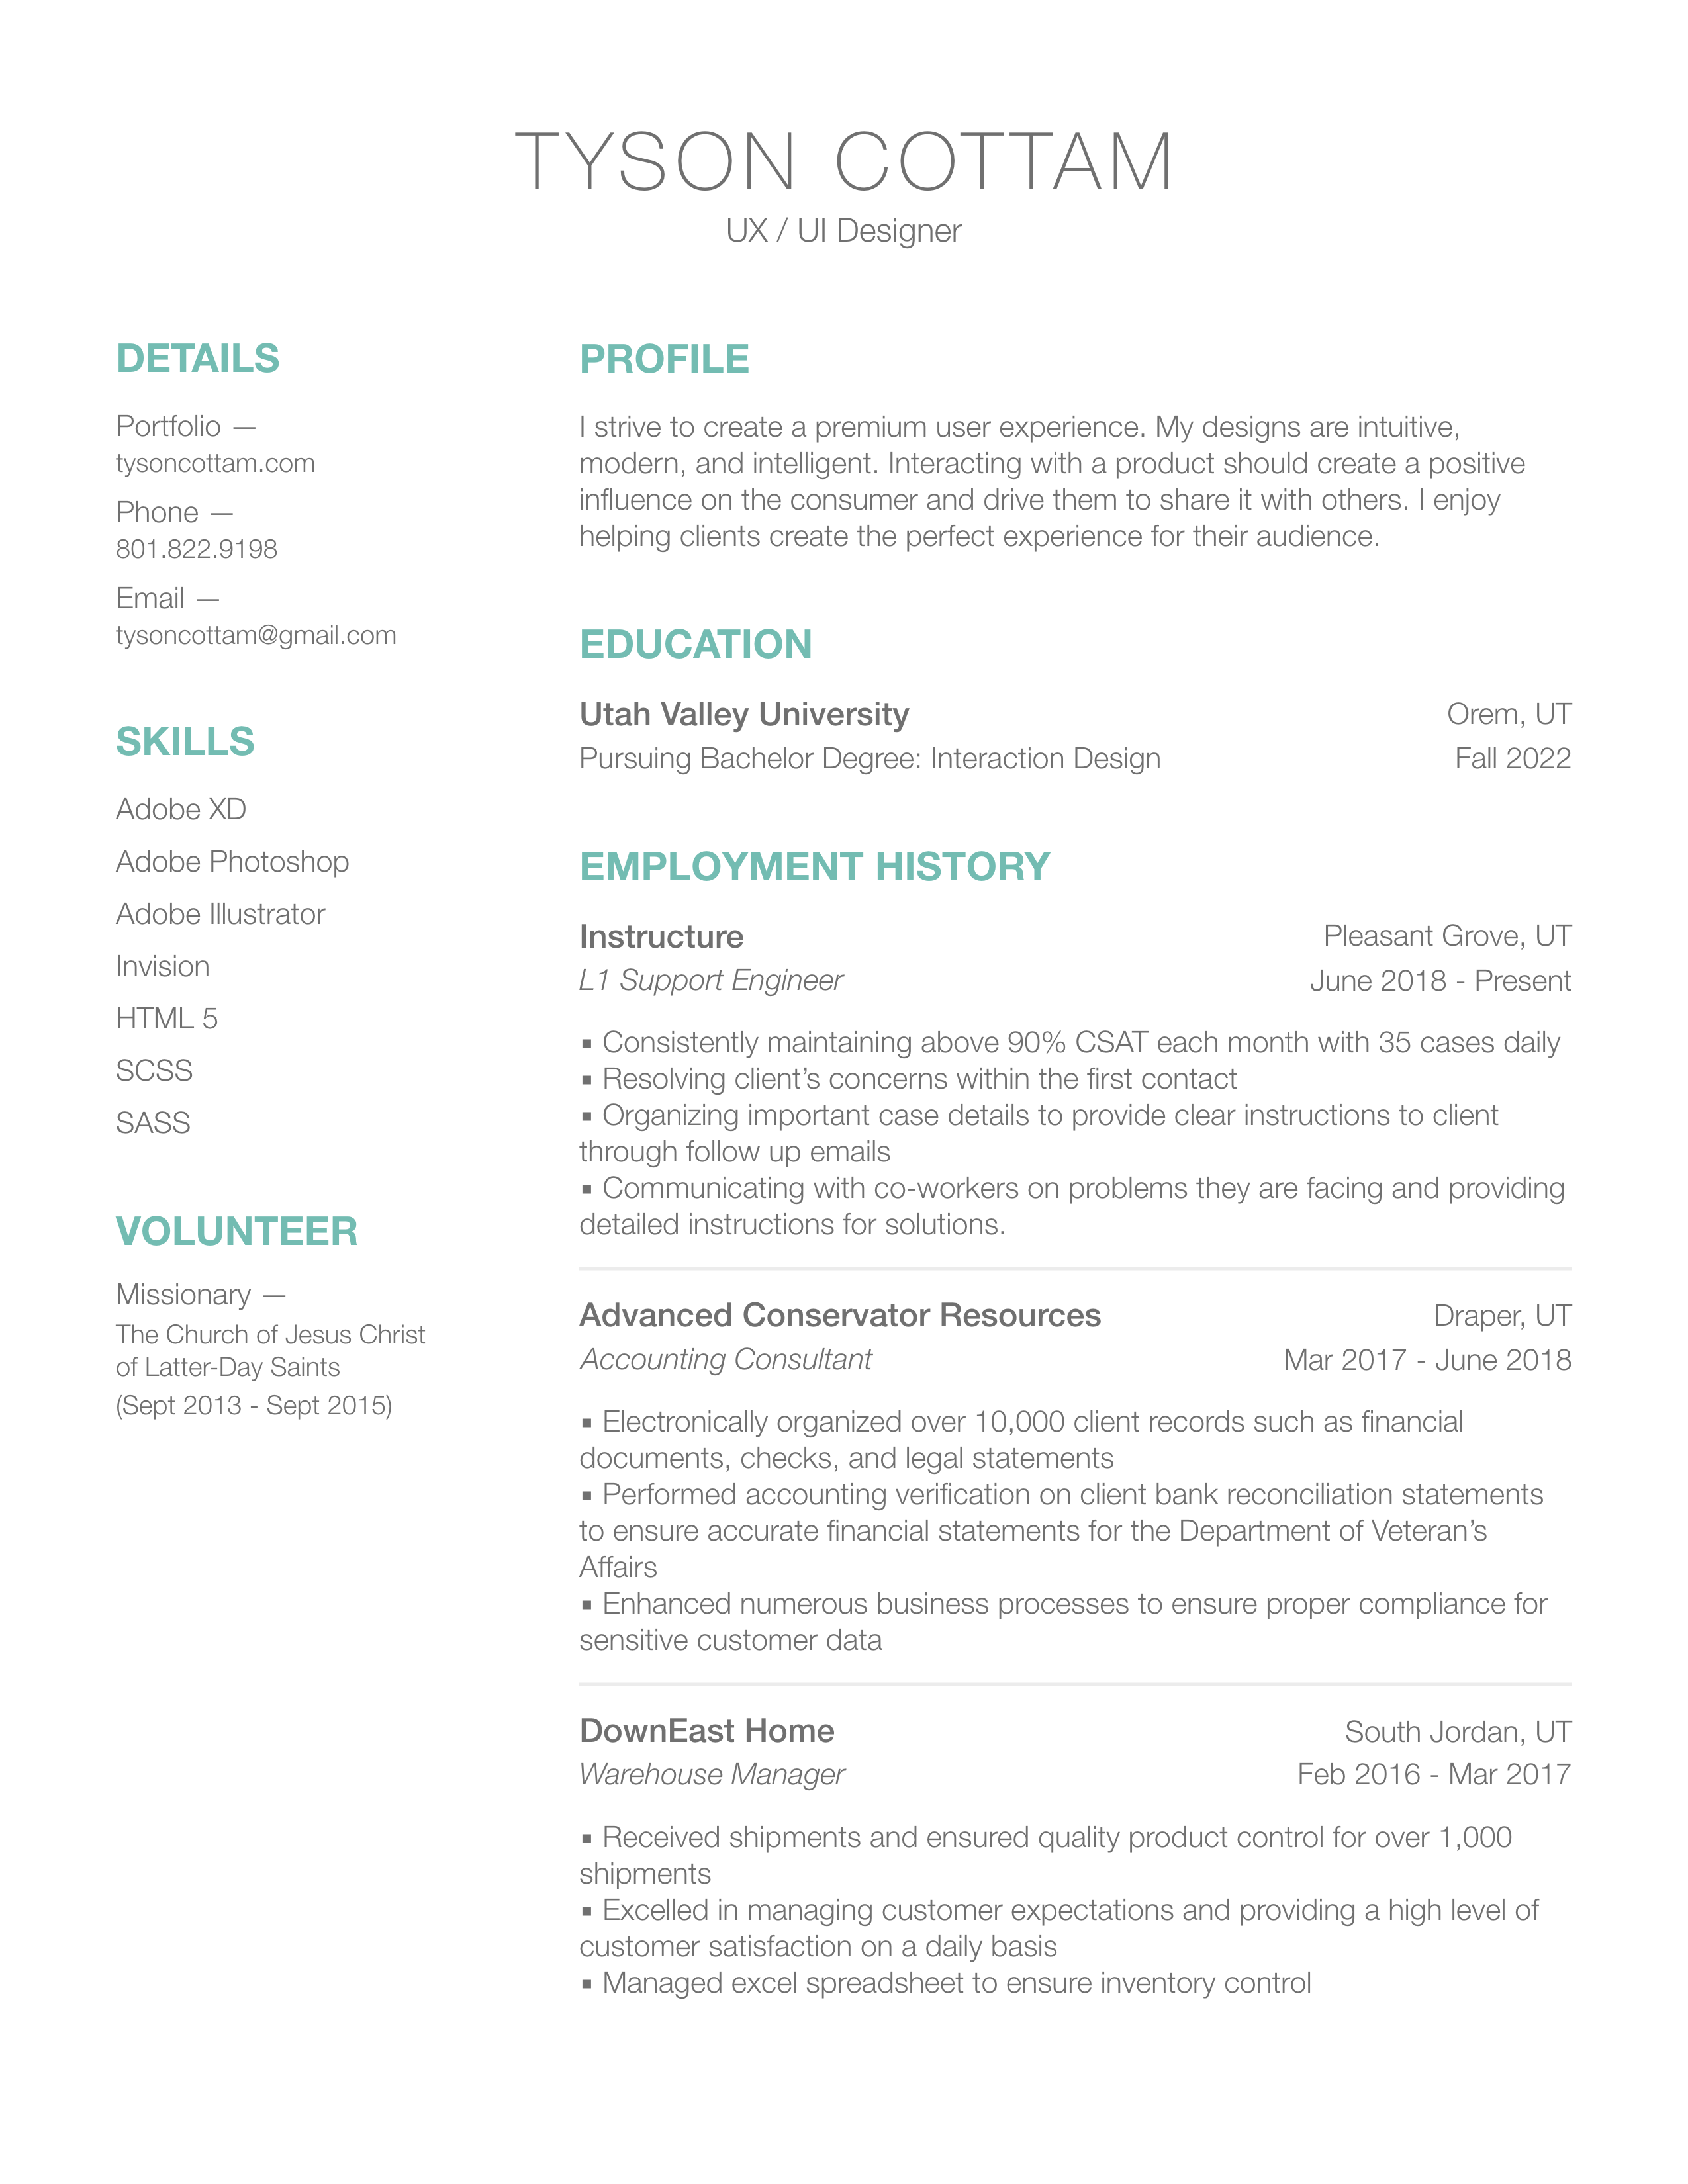 TYSON COTTAM
UX / UI Designer
DETAILS
Portfolio —
tysoncottam.com
Phone —
801.822.9198
Email —
tysoncottam@gmail.com
SKILLS
Adobe XD
Adobe Photoshop
Adobe Illustrator
Invision
HTML 5
SCSS
SASS
VOLUNTEER
Missionary —
The Church of Jesus Christ
of Latter-Day Saints
(Sept 2013 - Sept 2015)
PROFILE
I strive to create a premium user experience. My designs are intuitive,
modern, and intelligent. Interacting with a product should create a positive
influence on the consumer and drive them to share it with others. I enjoy
helping clients create the perfect experience for their audience.
EDUCATION
Utah Valley University Orem, UT
Pursuing Bachelor Degree: Interaction Design Fall 2022
EMPLOYMENT HISTORY
Instructure Pleasant Grove, UT
L1 Support Engineer June 2018 - Present
▪ Consistently maintaining above 90% CSAT each month with 35 cases daily
▪ Resolving client’s concerns within the first contact
▪ Organizing important case details to provide clear instructions to client
through follow up emails
▪ Communicating with co-workers on problems they are facing and providing
detailed instructions for solutions.
Advanced Conservator Resources Draper, UT
Accounting Consultant Mar 2017 - June 2018
▪ Electronically organized over 10,000 client records such as financial
documents, checks, and legal statements
▪ Performed accounting verification on client bank reconciliation statements
to ensure accurate financial statements for the Department of Veteran’s
Affairs
▪ Enhanced numerous business processes to ensure proper compliance for
sensitive customer data
DownEast Home South Jordan, UT
Warehouse Manager Feb 2016 - Mar 2017
▪ Received shipments and ensured quality product control for over 1,000
shipments
▪ Excelled in managing customer expectations and providing a high level of
customer satisfaction on a daily basis
▪ Managed excel spreadsheet to ensure inventory control